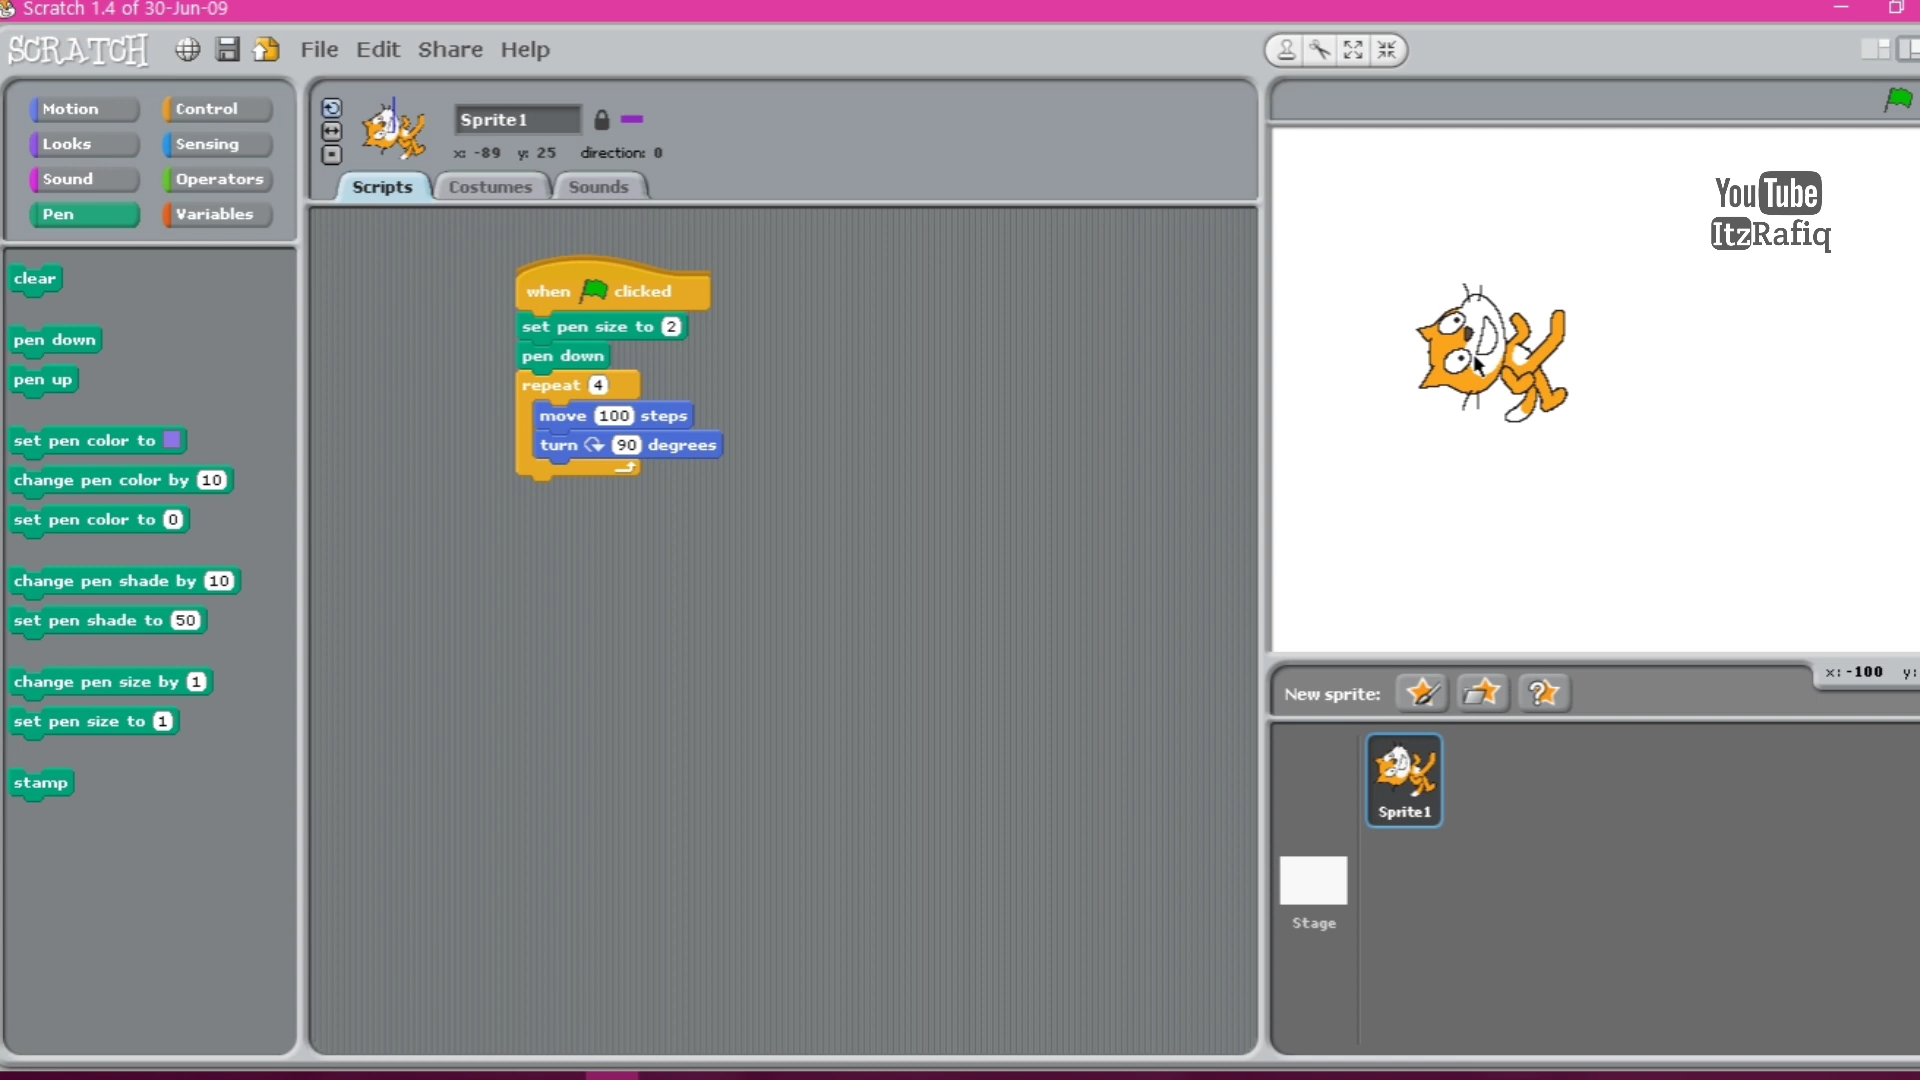 Scratch 1.4 of 30-Jun-09
SCRATCH File Edit Share Help
Motion Control
Looks Sensing
Sound Operators
Pen Variables
clear
pen down
pen up
set pen color to
change pen color by 10
set pen color to 0
change pen shade by 10
set pen shade to 50
change pen size by 1
set pen size to 1
stamp
Sprite1
x: -89 y: 25 direction: 0
Scripts Costumes Sounds
when clicked
set pen size to 2
pen down
repeat 4
move 100 steps
turn 90 degrees
YouTube
ItzRafiq
x: -100 y:
New sprite:
Sprite1
Stage